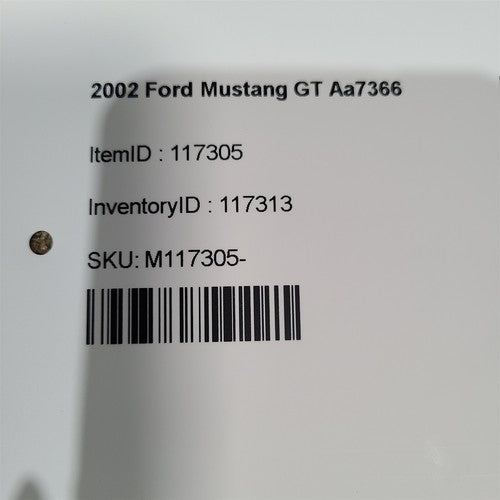 2002 Ford Mustang GT Aa7366
ItemID : 117305
InventoryID : 117313
SKU: M117305-